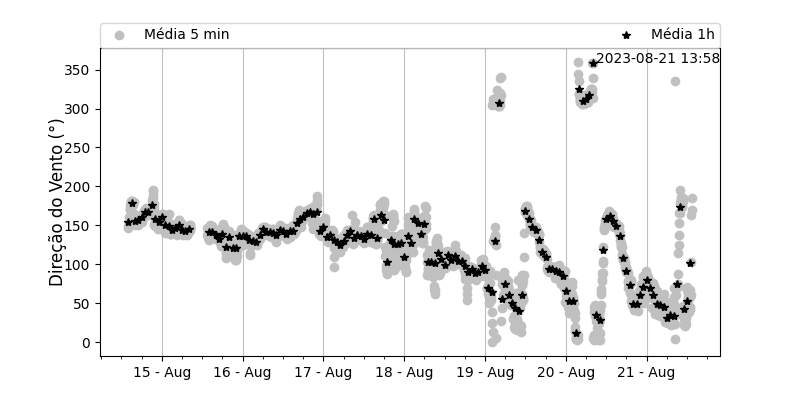 Média 5 min
Média 1h
2023-08-21 13:58
Direção do Vento (°)
350
300
250
200
150
100
50
0
15 - Aug
16 - Aug
17 - Aug
18 - Aug
19 - Aug
20 - Aug
21 - Aug